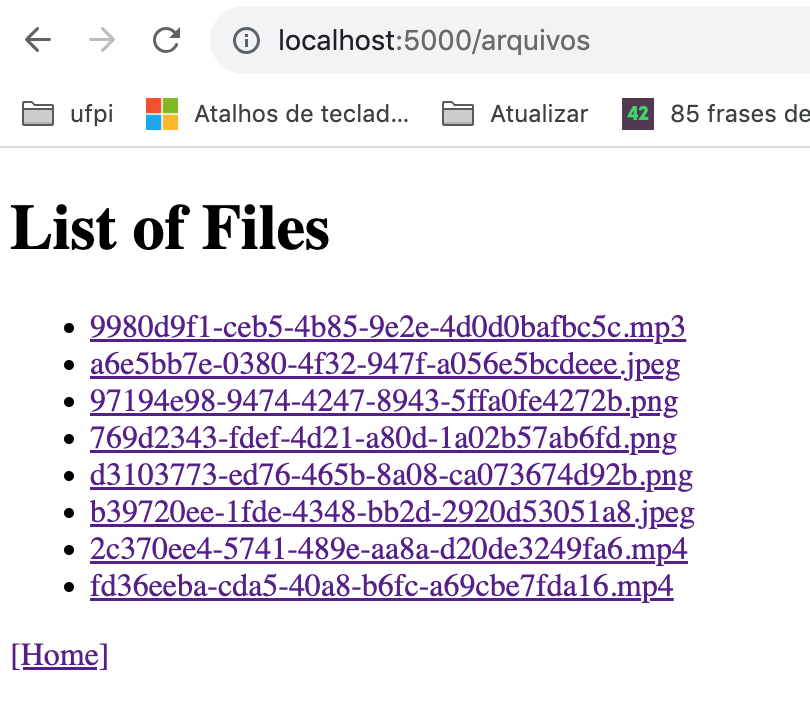 localhost:5000/arquivos
ufpi Atalhos de teclad... Atualizar 42 85 frases de
List of Files
9980d9f1-ceb5-4b85-9e2e-4d0d0bafbc5c.mp3
a6e5bb7e-0380-4f32-947f-a056e5bcdeee.jpeg
97194e98-9474-4247-8943-5ffa0fe4272b.png
769d2343-fdef-4d21-a80d-1a02b57ab6fd.png
d3103773-ed76-465b-8a08-ca073674d92b.png
b39720ee-1fde-4348-bb2d-2920d53051a8.jpeg
2c370ee4-5741-489e-aa8a-d20de3249fa6.mp4
fd36eeba-cda5-40a8-b6fc-a69cbe7fda16.mp4
[Home]